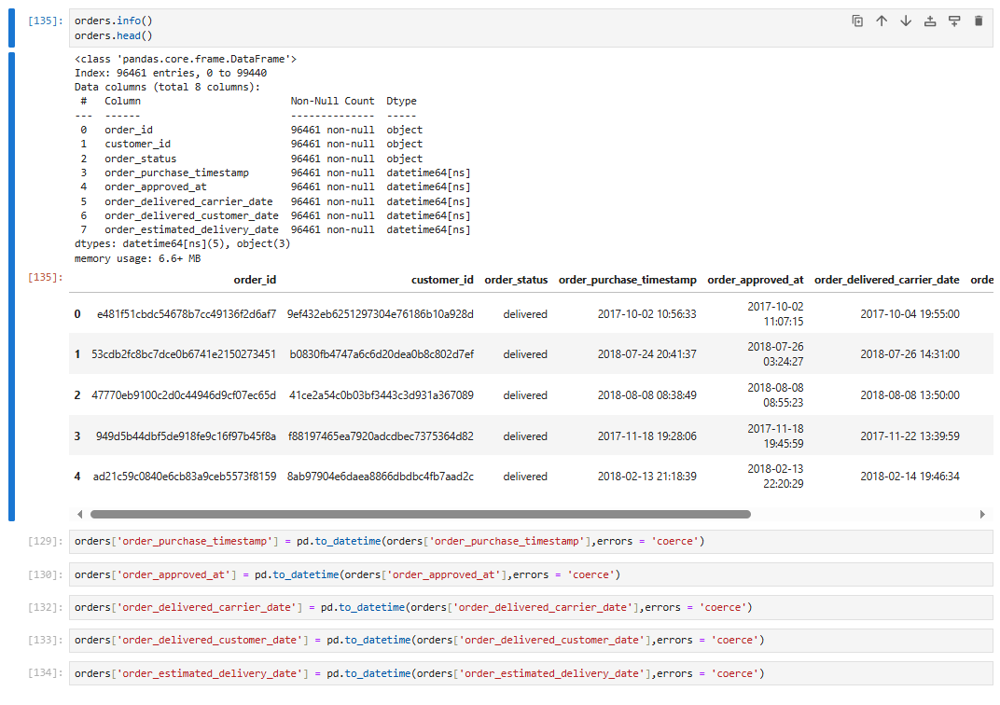 [135]: orders.info()
orders.head()
<class 'pandas.core.frame.DataFrame'>
Index: 96461 entries, 0 to 99440
Data columns (total 8 columns):
#   Column                         Non-Null Count  Dtype
---  ------                         --------------  -----
0   order_id                       96461 non-null  object
1   customer_id                    96461 non-null  object
2   order_status                   96461 non-null  object
3   order_purchase_timestamp       96461 non-null  datetime64[ns]
4   order_approved_at              96461 non-null  datetime64[ns]
5   order_delivered_carrier_date   96461 non-null  datetime64[ns]
6   order_delivered_customer_date  96461 non-null  datetime64[ns]
7   order_estimated_delivery_date  96461 non-null  datetime64[ns]
dtypes: datetime64[ns](5), object(3)
memory usage: 6.6+ MB
[135]: order_id customer_id order_status order_purchase_timestamp order_approved_at order_delivered_carrier_date orde
0 e481f51cbdc54678b7cc49136f2d6af7 9ef432eb6251297304e76186b10a928d delivered 2017-10-02 10:56:33 2017-10-02 11:07:15 2017-10-04 19:55:00
1 53cdb2fc8bc7dce0b6741e2150273451 b0830fb4747a6c6d20dea0b8c802d7ef delivered 2018-07-24 20:41:37 2018-07-26 03:24:27 2018-07-26 14:31:00
2 47770eb9100c2d0c44946d9cf07ec65d 41ce2a54c0b03bf3443c3d931a367089 delivered 2018-08-08 08:38:49 2018-08-08 08:55:23 2018-08-08 13:50:00
3 949d5b44dbf5de918fe9c16f97b45f8a f88197465ea7920adcdbec7375364d82 delivered 2017-11-18 19:28:06 2017-11-18 19:45:59 2017-11-22 13:39:59
4 ad21c59c0840e6cb83a9ceb5573f8159 8ab97904e6daea8866dbdbc4fb7aad2c delivered 2018-02-13 21:18:39 2018-02-13 22:20:29 2018-02-14 19:46:34
[129]: orders['order_purchase_timestamp'] = pd.to_datetime(orders['order_purchase_timestamp'],errors = 'coerce')
[130]: orders['order_approved_at'] = pd.to_datetime(orders['order_approved_at'],errors = 'coerce')
[132]: orders['order_delivered_carrier_date'] = pd.to_datetime(orders['order_delivered_carrier_date'],errors = 'coerce')
[133]: orders['order_delivered_customer_date'] = pd.to_datetime(orders['order_delivered_customer_date'],errors = 'coerce')
[134]: orders['order_estimated_delivery_date'] = pd.to_datetime(orders['order_estimated_delivery_date'],errors = 'coerce')